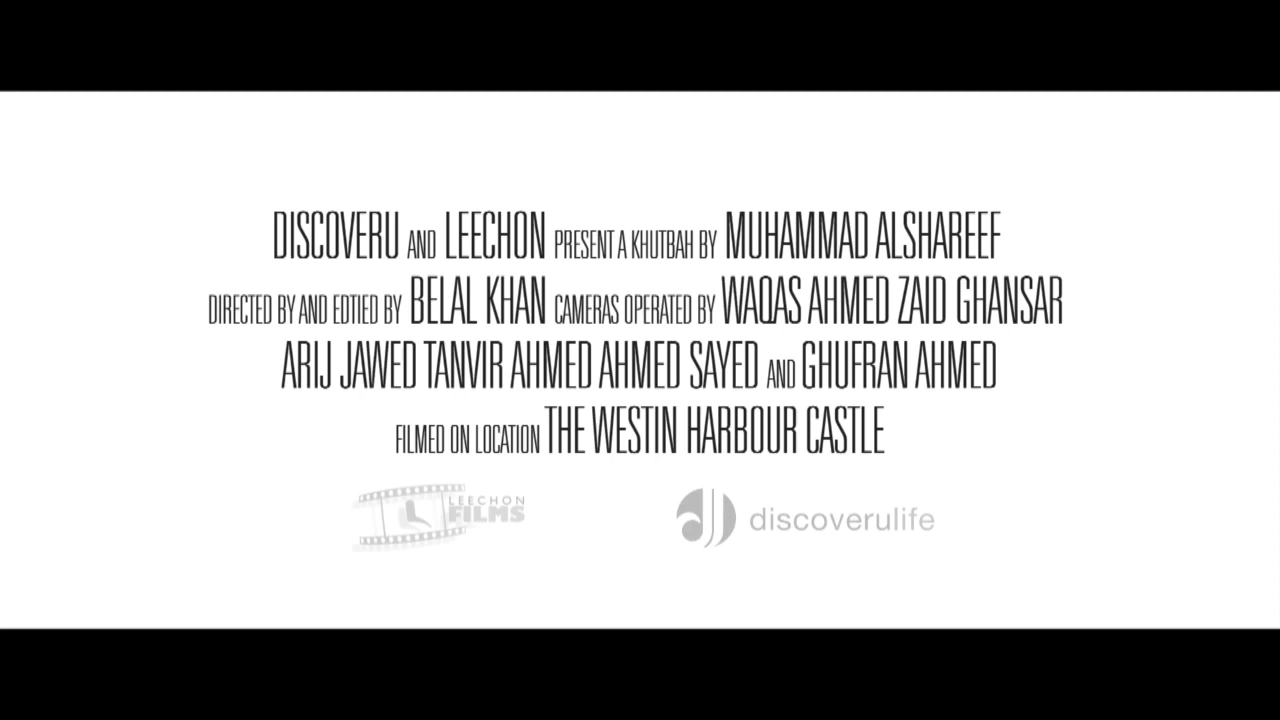 DISCOVERU AND LEECHON PRESENT A KHUTBAH BY MUHAMMAD ALSHAREEF
DIRECTED BY AND EDTIED BY BELAL KHAN CAMERAS OPERATED BY WAQAS AHMED ZAID GHANSAR
ARIJ JAWED TANVIR AHMED AHMED SAYED AND GHUFRAN AHMED
FILMED ON LOCATION THE WESTIN HARBOUR CASTLE
LEECHON
FILMS
discoverulife